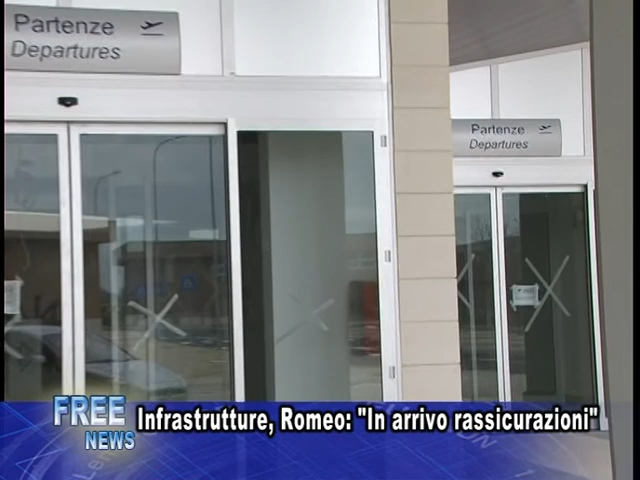 Partenze
Departures
Partenze
Departures
FREE
NEWS
Infrastrutture, Romeo: "In arrivo rassicurazioni"